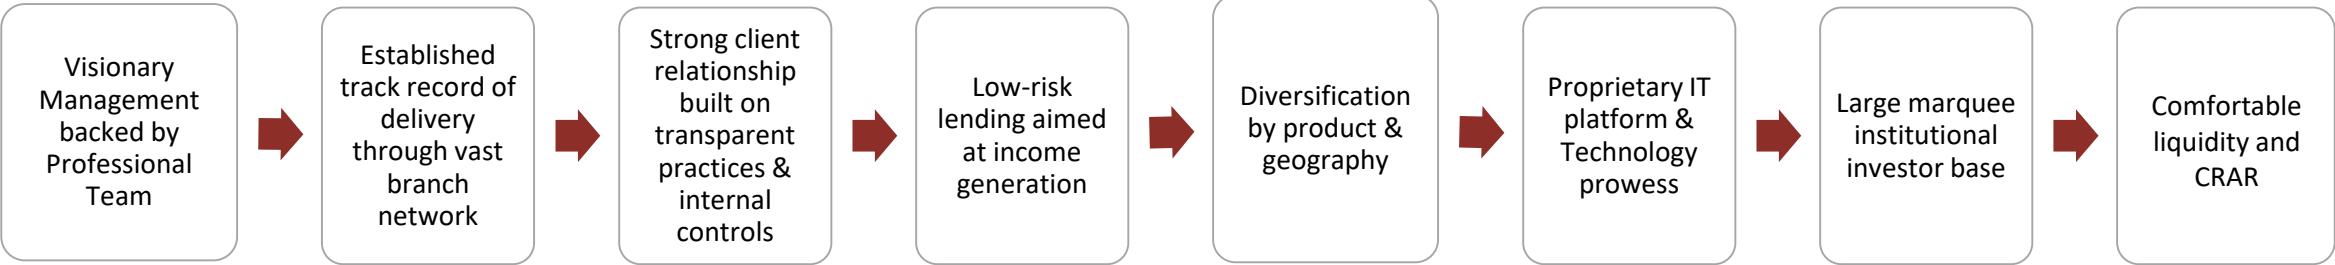 Visionary
Management
backed by
Professional
Team
Established
track record of
delivery
through vast
branch
network
Strong client
relationship
built on
transparent
practices &
internal
controls
Low-risk
lending aimed
at income
generation
Diversification
by product &
geography
Proprietary IT
platform &
Technology
prowess
Large marquee
institutional
investor base
Comfortable
liquidity and
CRAR